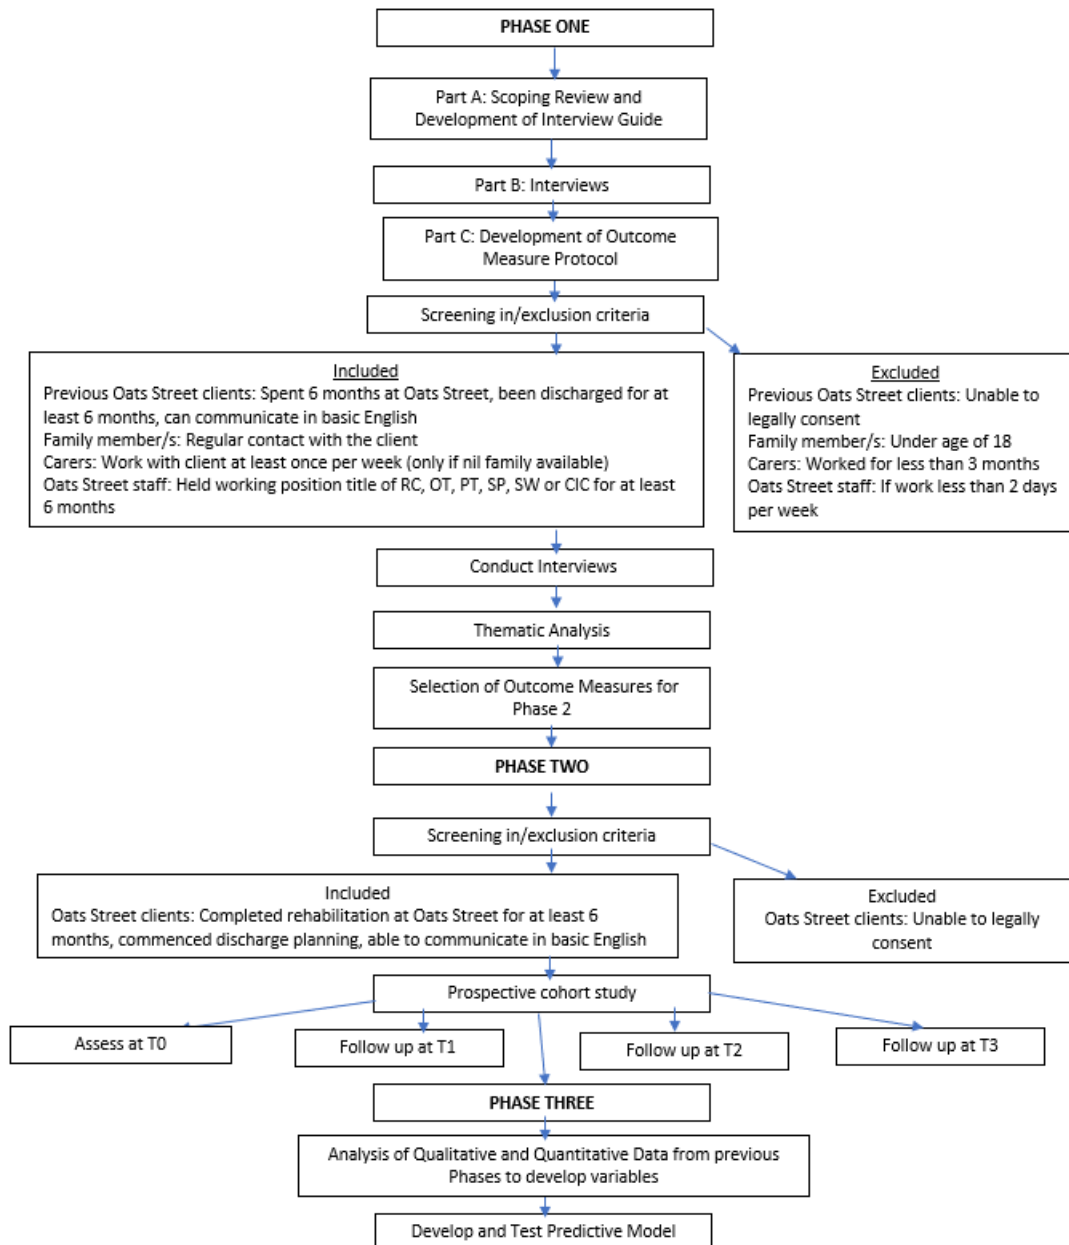 PHASE ONE
Part A: Scoping Review and
Development of Interview Guide
Part B: Interviews
Part C: Development of Outcome
Measure Protocol
Screening in/exclusion criteria
Included
Previous Oats Street clients: Spent 6 months at Oats Street, been discharged for at
least 6 months, can communicate in basic English
Family member/s: Regular contact with the client
Carers: Work with client at least once per week (only if nil family available)
Oats Street staff: Held working position title of RC, OT, PT, SP, SW or CIC for at least
6 months
Excluded
Previous Oats Street clients: Unable to
legally consent
Family member/s: Under age of 18
Carers: Worked for less than 3 months
Oats Street staff: If work less than 2 days
per week
Conduct Interviews
Thematic Analysis
Selection of Outcome Measures for
Phase 2
PHASE TWO
Screening in/exclusion criteria
Included
Oats Street clients: Completed rehabilitation at Oats Street for at least 6
months, commenced discharge planning, able to communicate in basic English
Excluded
Oats Street clients: Unable to legally
consent
Prospective cohort study
Assess at T0
Follow up at T1
Follow up at T2
Follow up at T3
PHASE THREE
Analysis of Qualitative and Quantitative Data from previous
Phases to develop variables
Develop and Test Predictive Model